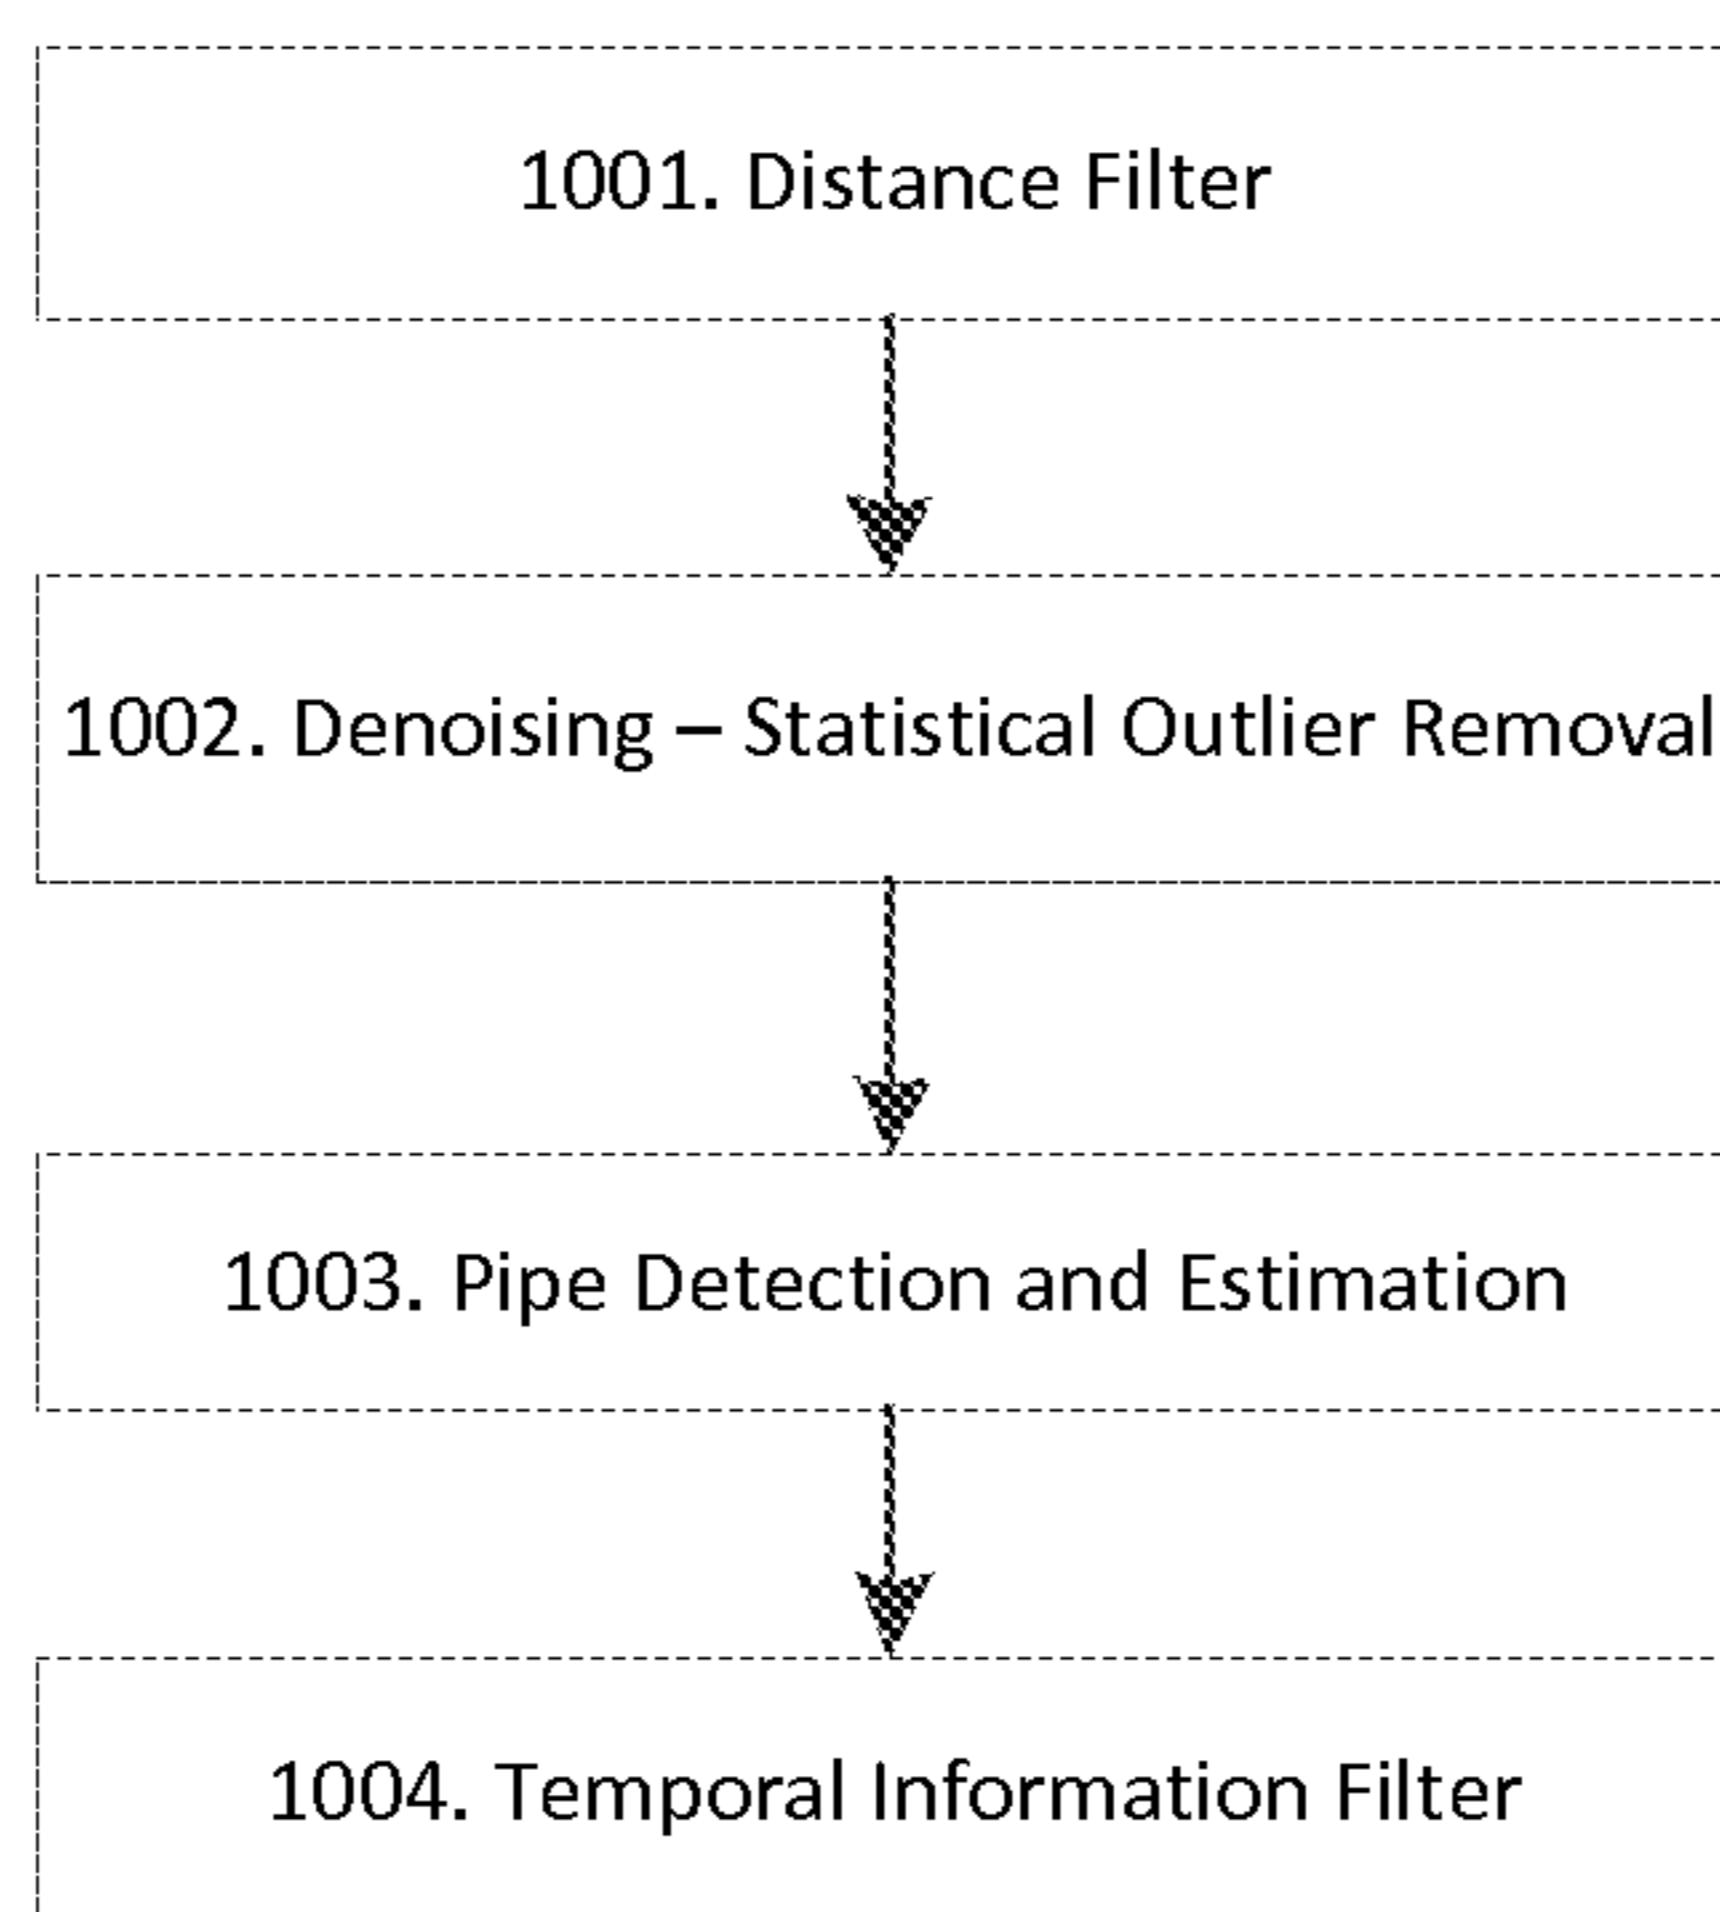 1001. Distance Filter
1002. Denoising – Statistical Outlier Removal
1003. Pipe Detection and Estimation
1004. Temporal Information Filter